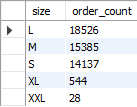 size order_count
L 18526
M 15385
S 14137
XL 544
XXL 28